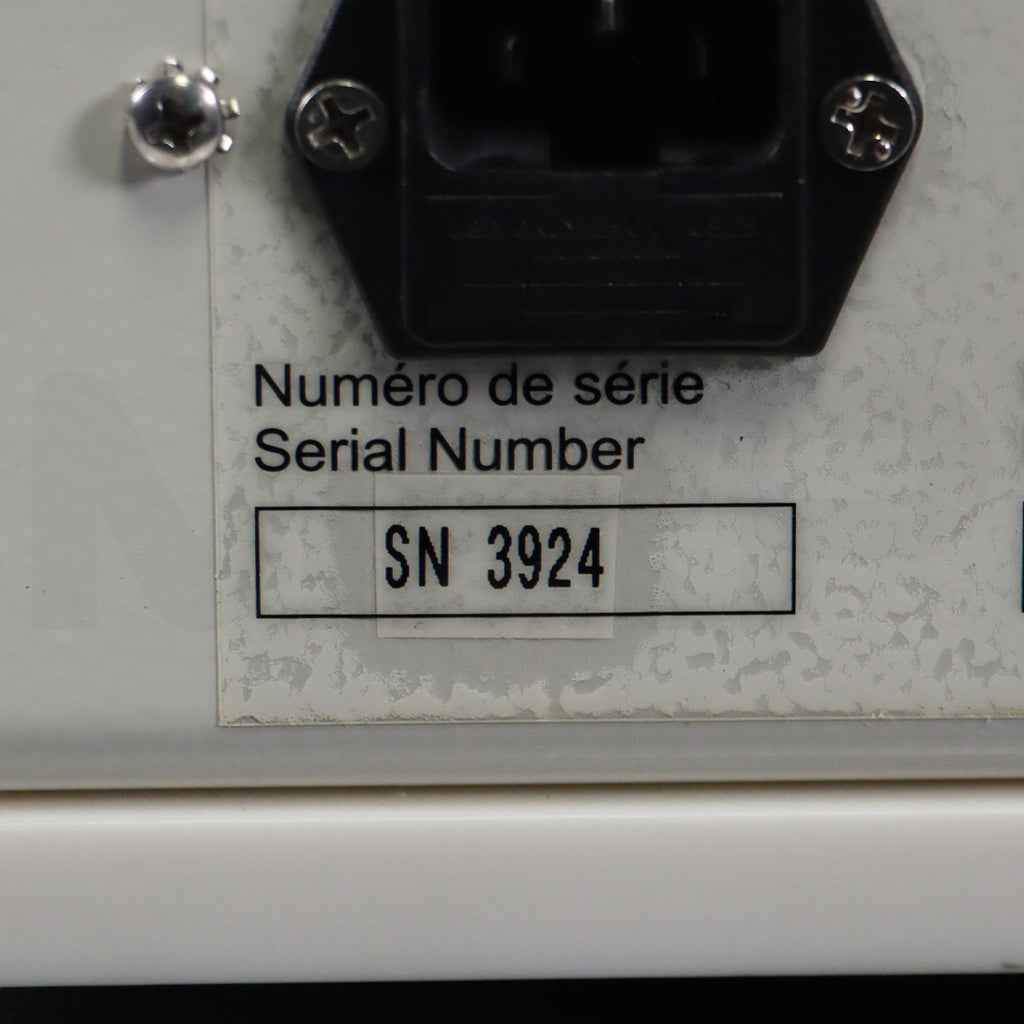 Numéro de série
Serial Number
SN 3924